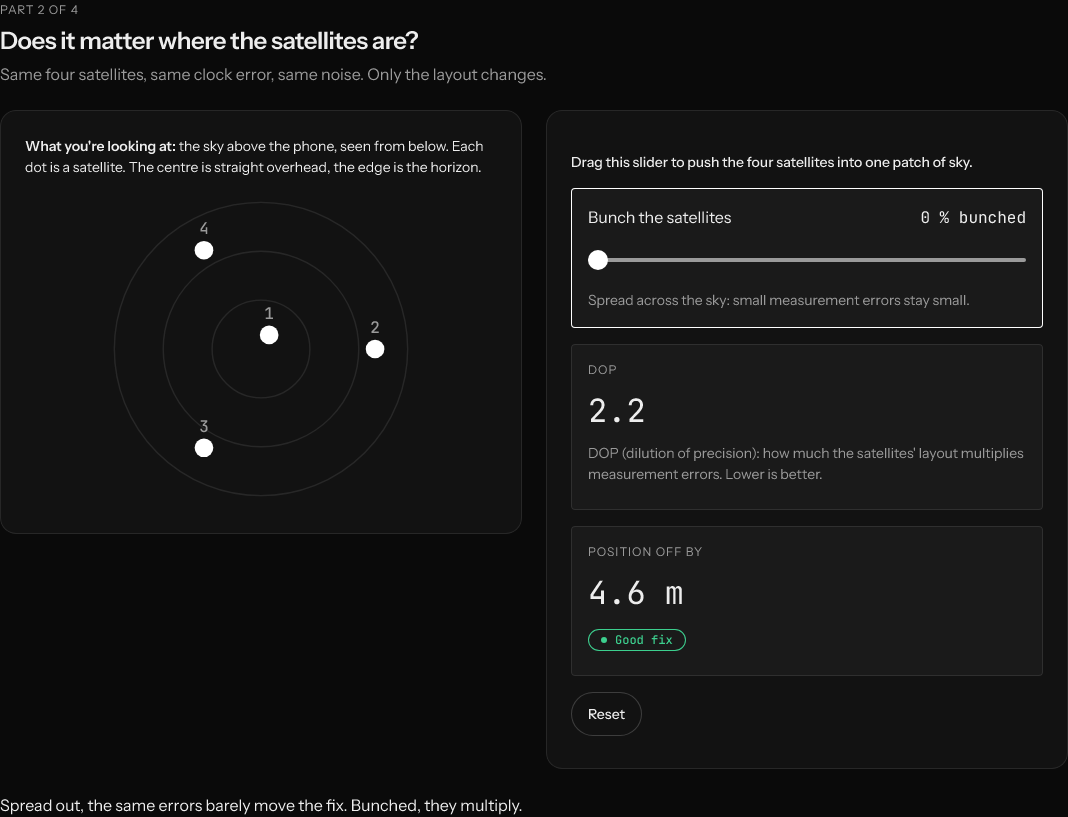 PART 2 OF 4
Does it matter where the satellites are?
Same four satellites, same clock error, same noise. Only the layout changes.
What you're looking at: the sky above the phone, seen from below. Each
dot is a satellite. The centre is straight overhead, the edge is the horizon.
4
1
2
3
Drag this slider to push the four satellites into one patch of sky.
Bunch the satellites
0 % bunched
Spread across the sky: small measurement errors stay small.
DOP
2.2
DOP (dilution of precision): how much the satellites' layout multiplies
measurement errors. Lower is better.
POSITION OFF BY
4.6 m
Good fix
Reset
Spread out, the same errors barely move the fix. Bunched, they multiply.